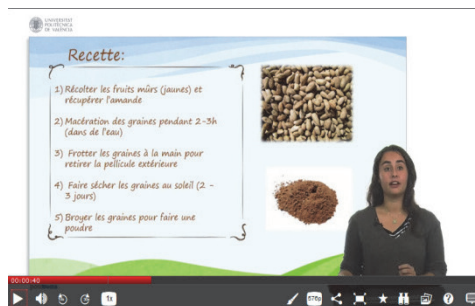 UNIVERSITAT
POLITÈCNICA
DE VALÈNCIA
Recette:
1) Récolter les fruits mûrs (jaunes) et
récupérer l'amande
2) Macération des graines pendant 2-3h
(dans de l'eau)
3) Frotter les graines à la main pour
retirer la pellicule extérieure
4) Faire sécher les graines au soleil (2 -
3 jours)
5) Broyer les graines pour faire une
poudre
00:00:40
1x
576p